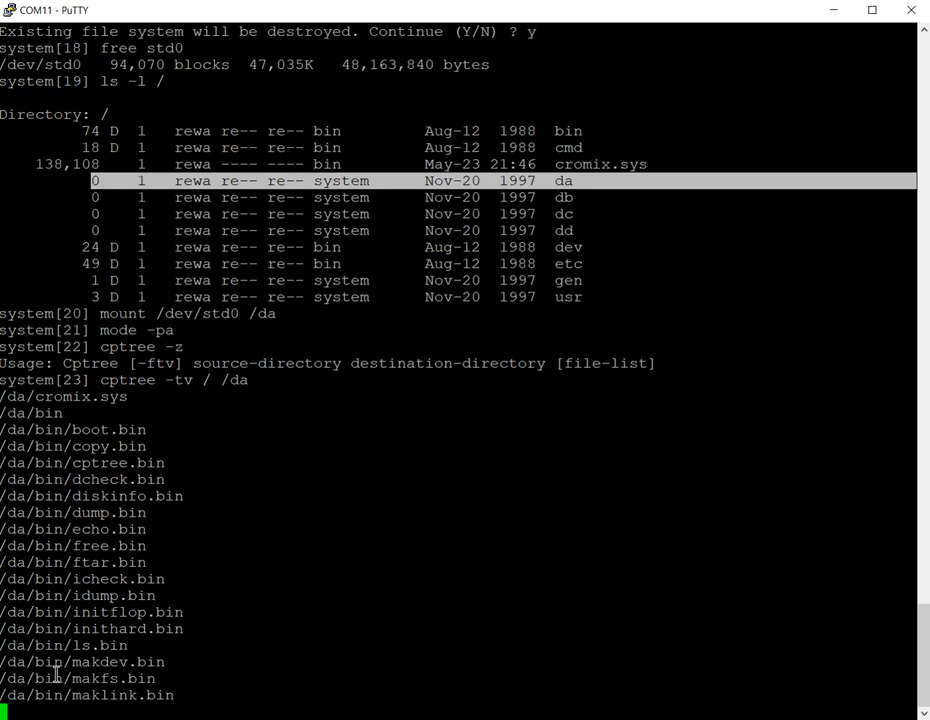 COM11 - PuTTY
Existing file system will be destroyed. Continue (Y/N) ? y
system[18] free std0
/dev/std0   94,070 blocks  47,035K   48,163,840 bytes
system[19] ls -l /
Directory: /
         74 D  1   rewa re-- re-- bin         Aug-12  1988  bin
         18 D  1   rewa re-- re-- bin         Aug-12  1988  cmd
    138,108    1   rewa ---- ---- bin         May-23 21:46  cromix.sys
          0    1   rewa re-- re-- system      Nov-20  1997  da
          0    1   rewa re-- re-- system      Nov-20  1997  db
          0    1   rewa re-- re-- system      Nov-20  1997  dc
          0    1   rewa re-- re-- system      Nov-20  1997  dd
         24 D  1   rewa re-- re-- bin         Aug-12  1988  dev
         49 D  1   rewa re-- re-- bin         Aug-12  1988  etc
          1 D  1   rewa re-- re-- system      Nov-20  1997  gen
          3 D  1   rewa re-- re-- system      Nov-20  1997  usr
system[20] mount /dev/std0 /da
system[21] mode -pa
system[22] cptree -z
Usage: Cptree [-ftv] source-directory destination-directory [file-list]
system[23] cptree -tv / /da
/da/cromix.sys
/da/bin
/da/bin/boot.bin
/da/bin/copy.bin
/da/bin/cptree.bin
/da/bin/dcheck.bin
/da/bin/diskinfo.bin
/da/bin/dump.bin
/da/bin/echo.bin
/da/bin/free.bin
/da/bin/ftar.bin
/da/bin/icheck.bin
/da/bin/idump.bin
/da/bin/initflop.bin
/da/bin/inithard.bin
/da/bin/ls.bin
/da/bin/makdev.bin
/da/bin/makfs.bin
/da/bin/maklink.bin